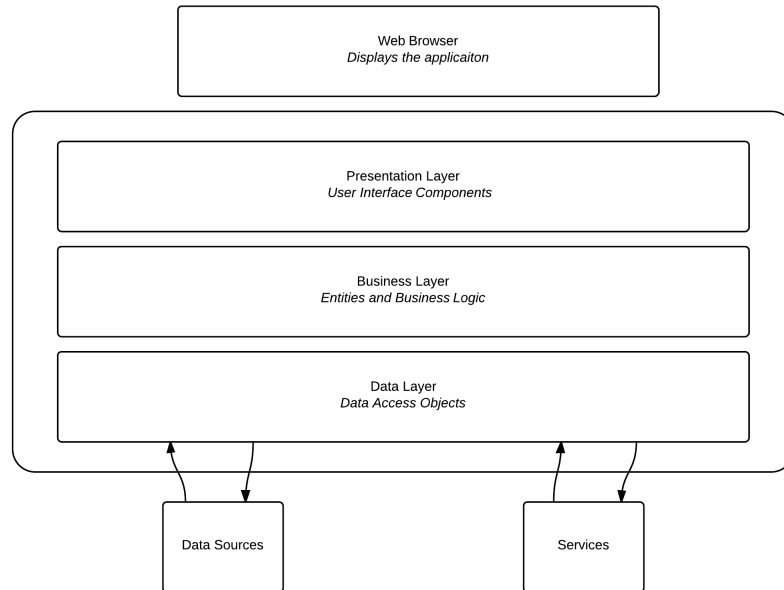 Web Browser
Displays the applicaiton
Presentation Layer
User Interface Components
Business Layer
Entities and Business Logic
Data Layer
Data Access Objects
Data Sources
Services